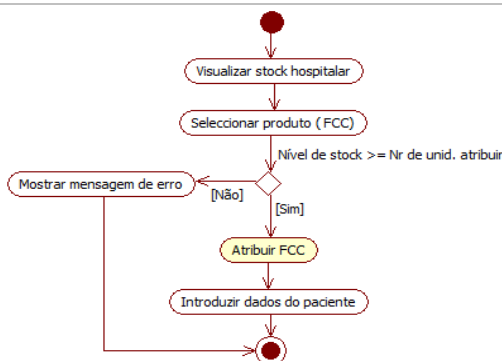 Visualizar stock hospitalar
Seleccionar produto (FCC)
Nível de stock >= Nr de unid. atribuir
Mostrar mensagem de erro
[Não]
[Sim]
Atribuir FCC
Introduzir dados do paciente